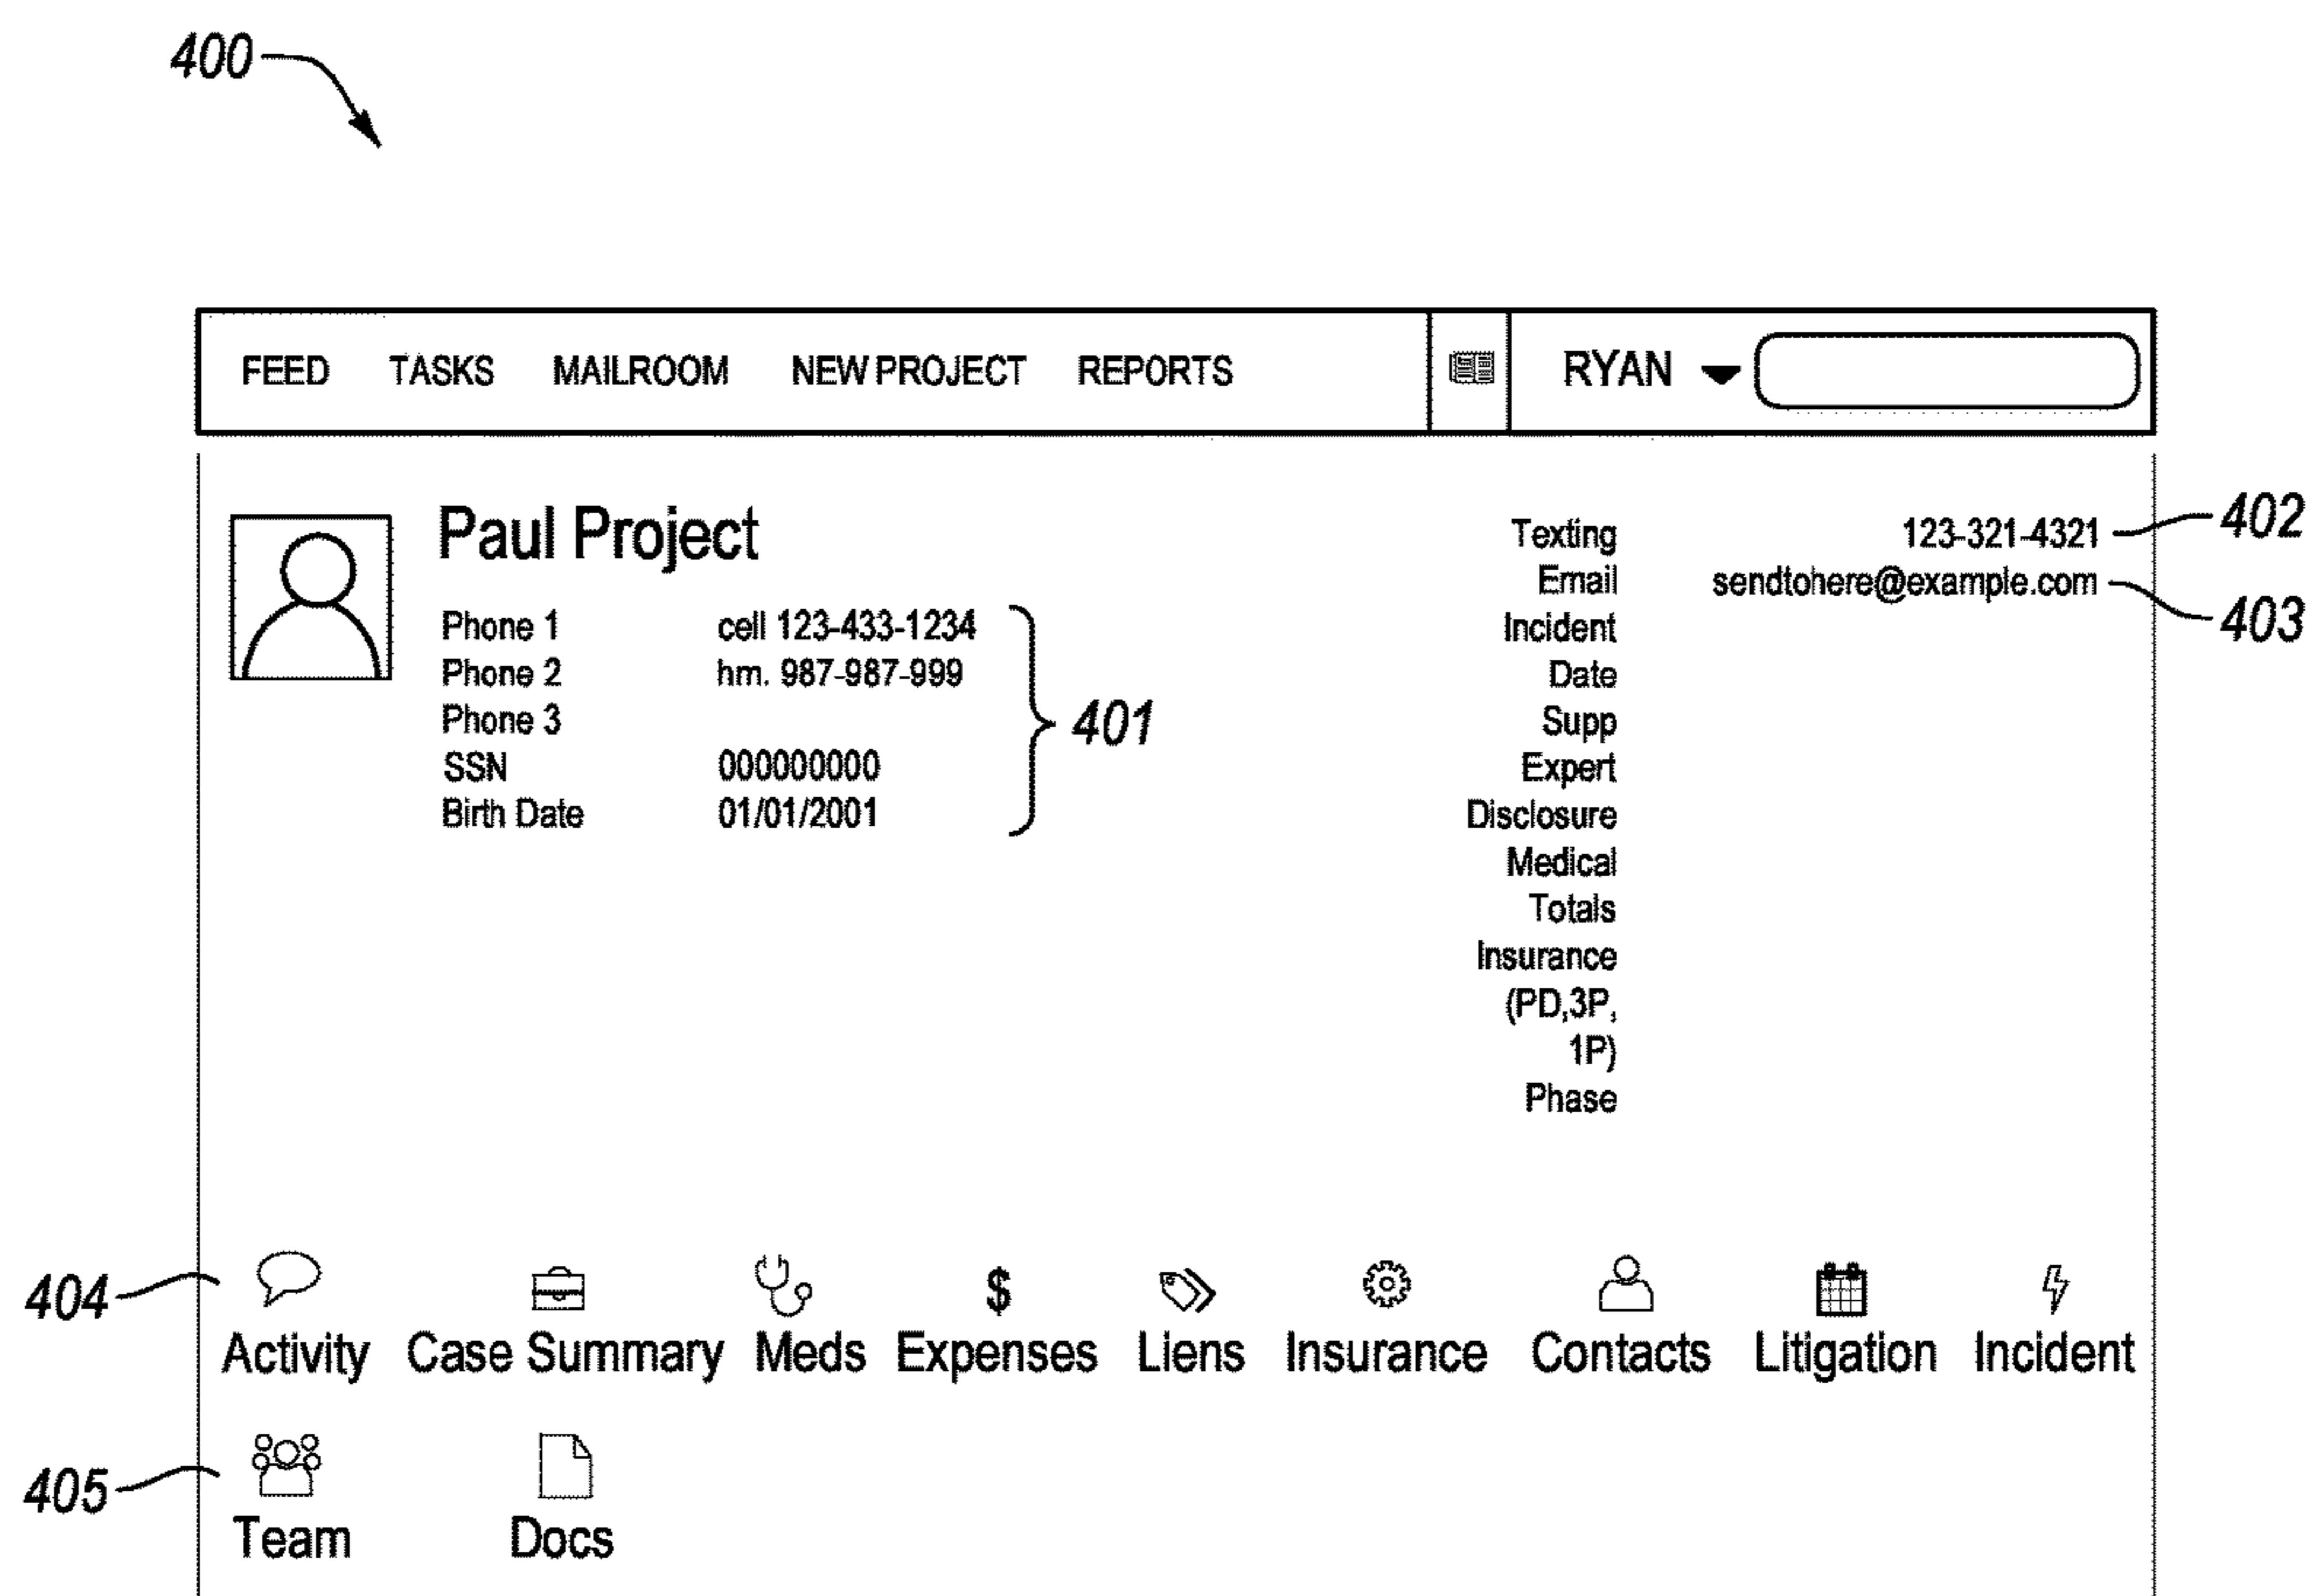 400
FEED TASKS MAILROOM NEW PROJECT REPORTS RYAN
Paul Project
Phone 1 cell 123-433-1234
Phone 2 hm. 987-987-999
Phone 3
SSN 000000000
Birth Date 01/01/2001
401
Texting 123-321-4321 402
Email sendtohere@example.com 403
Incident
Date
Supp
Expert
Disclosure
Medical
Totals
Insurance
(PD,3P,
1P)
Phase
404
$
Activity Case Summary Meds Expenses Liens Insurance Contacts Litigation Incident
405
Team Docs